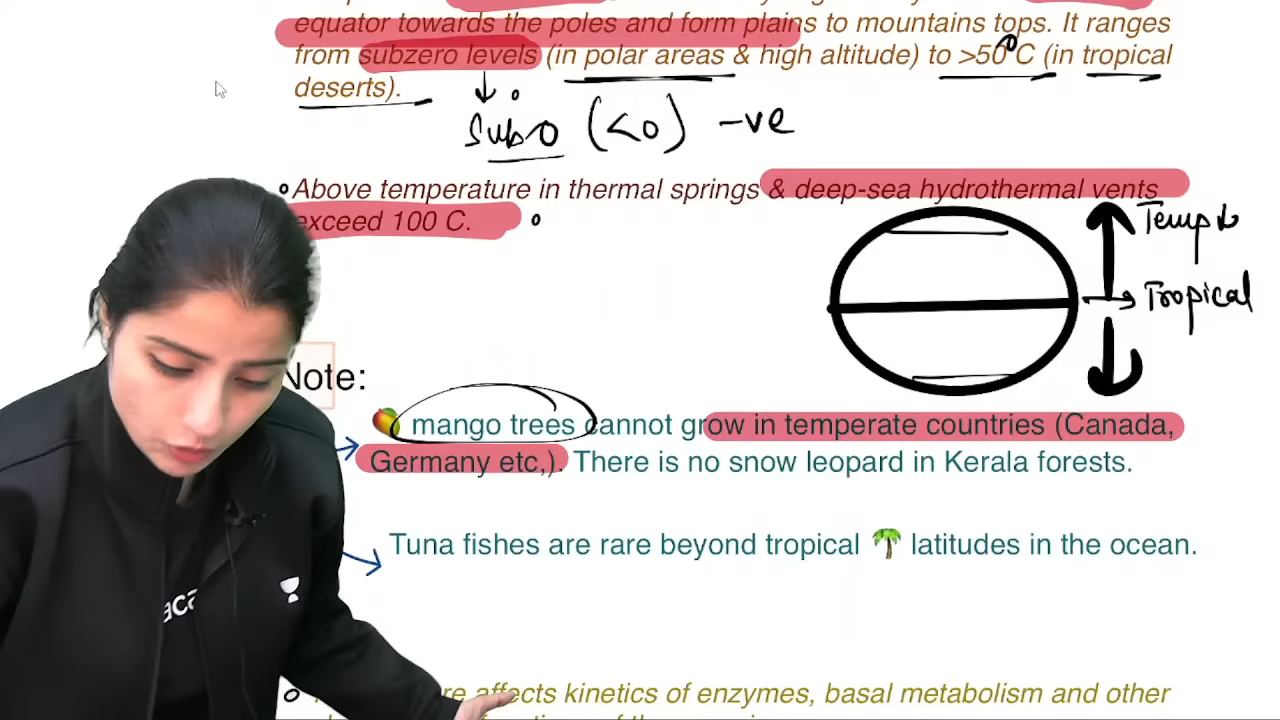 equator towards the poles and form plains to mountains tops. It ranges
from subzero levels (in polar areas & high altitude) to >50°C (in tropical
deserts).
Sub 0 (<0) -ve
Above temperature in thermal springs & deep-sea hydrothermal vents
exceed 100 C.
Temp ↓
Tropical
Note:
mango trees cannot grow in temperate countries (Canada,
Germany etc,). There is no snow leopard in Kerala forests.
Tuna fishes are rare beyond tropical 🌴 latitudes in the ocean.
aca
affects kinetics of enzymes, basal metabolism and other